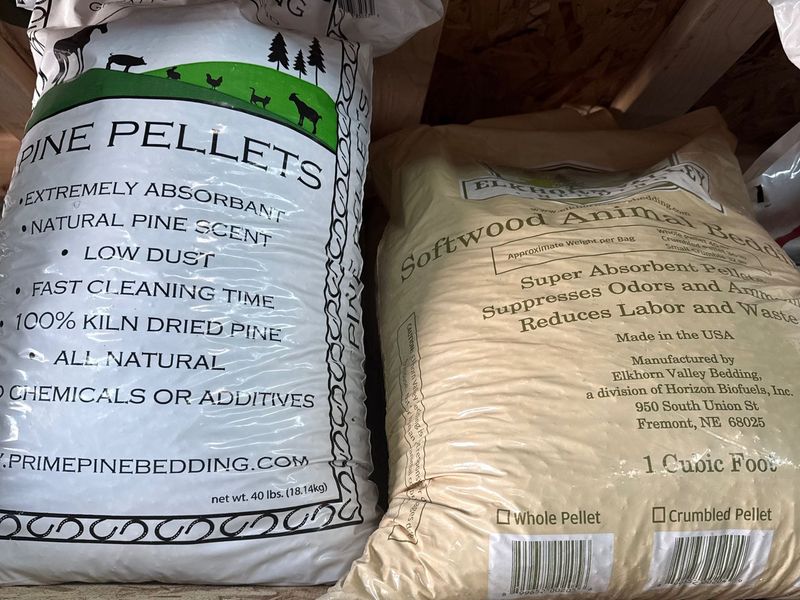 PINE PELLETS
•EXTREMELY ABSORBANT
•NATURAL PINE SCENT
• LOW DUST
• FAST CLEANING TIME
• 100% KILN DRIED PINE
• ALL NATURAL
CHEMICALS OR ADDITIVES
.PRIMEPINEBEDDING.COM
net wt. 40 lbs. (18.14kg)
ELKHORN
Softwood Animal
Approximate Weight per Bag
Super Absorbent
Suppresses Odors and
Reduces Labor and Waste
Made in the USA
Manufactured by
Elkhorn Valley Bedding,
a division of Horizon Biofuels, Inc.
950 South Union St
Fremont, NE 68025
1 Cubic Foot
Whole Pellet
Crumbled Pellet